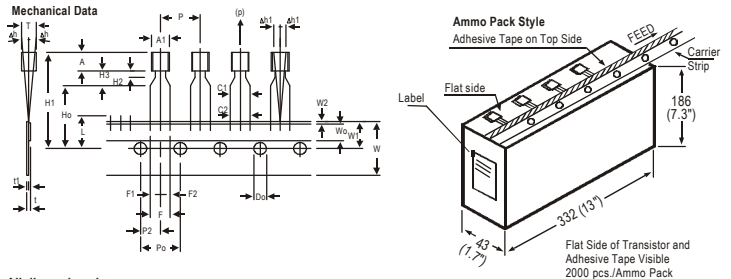 Mechanical Data
T
Δh
Δh
P
(p)
Δh1
Δh1
A1
A
H3
H2
H1
Ho
L
C1
C2
W2
Wo
W1
W
t1
t
F1
F2
F
Do
P2
Po
Ammo Pack Style
Adhesive Tape on Top Side
FEED
Carrier
Strip
Flat side
Label
186
(7.3")
332 (13")
43
(1.7")
Flat Side of Transistor and
Adhesive Tape Visible
2000 pcs./Ammo Pack